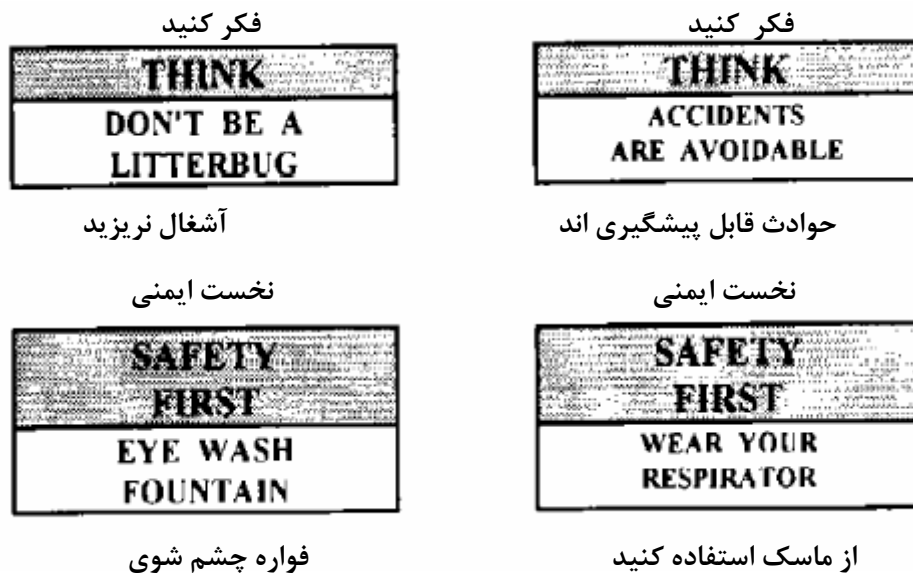 فکر کنید
THINK
DON'T BE A
LITTERBUG
آشغال نریزید
فکر کنید
THINK
ACCIDENTS
ARE AVOIDABLE
حوادث قابل پیشگیری اند
نخست ایمنی
SAFETY
FIRST
EYE WASH
FOUNTAIN
فواره چشم شوی
نخست ایمنی
SAFETY
FIRST
WEAR YOUR
RESPIRATOR
از ماسک استفاده کنید